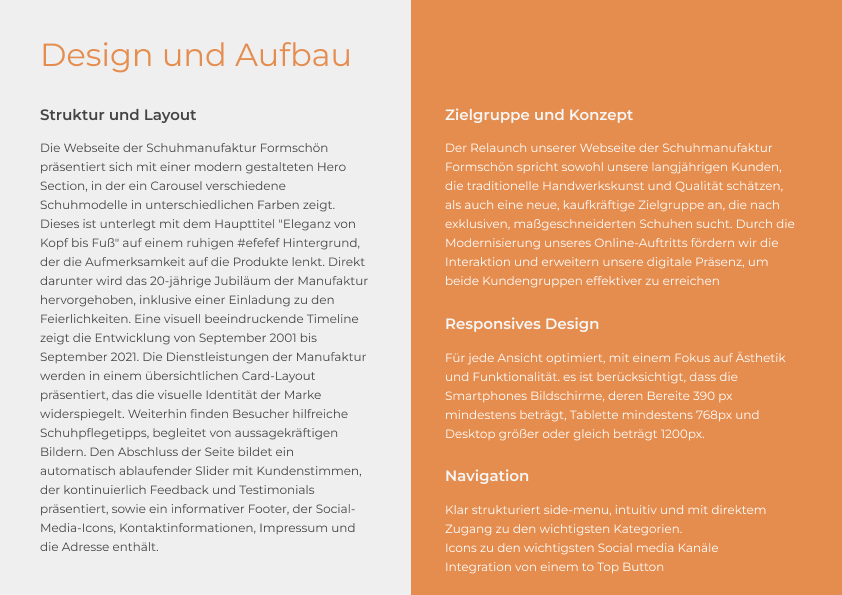 Design und Aufbau
Struktur und Layout
Die Webseite der Schuhmanufaktur Formschön
präsentiert sich mit einer modern gestalteten Hero
Section, in der ein Carousel verschiedene
Schuhmodelle in unterschiedlichen Farben zeigt.
Dieses ist unterlegt mit dem Haupttitel "Eleganz von
Kopf bis Fuß" auf einem ruhigen #efefef Hintergrund,
der die Aufmerksamkeit auf die Produkte lenkt. Direkt
darunter wird das 20-jährige Jubiläum der Manufaktur
hervorgehoben, inklusive einer Einladung zu den
Feierlichkeiten. Eine visuell beeindruckende Timeline
zeigt die Entwicklung von September 2001 bis
September 2021. Die Dienstleistungen der Manufaktur
werden in einem übersichtlichen Card-Layout
präsentiert, das die visuelle Identität der Marke
widerspiegelt. Weiterhin finden Besucher hilfreiche
Schuhpflegetipps, begleitet von aussagekräftigen
Bildern. Den Abschluss der Seite bildet ein
automatisch ablaufender Slider mit Kundenstimmen,
der kontinuierlich Feedback und Testimonials
präsentiert, sowie ein informativer Footer, der Social-
Media-Icons, Kontaktinformationen, Impressum und
die Adresse enthält.
Zielgruppe und Konzept
Der Relaunch unserer Webseite der Schuhmanufaktur
Formschön spricht sowohl unsere langjährigen Kunden,
die traditionelle Handwerkskunst und Qualität schätzen,
als auch eine neue, kaufkräftige Zielgruppe an, die nach
exklusiven, maßgeschneiderten Schuhen sucht. Durch die
Modernisierung unseres Online-Auftritts fördern wir die
Interaktion und erweitern unsere digitale Präsenz, um
beide Kundengruppen effektiver zu erreichen
Responsives Design
Für jede Ansicht optimiert, mit einem Fokus auf Ästhetik
und Funktionalität. es ist berücksichtigt, dass die
Smartphones Bildschirme, deren Bereite 390 px
mindestens beträgt, Tablette mindestens 768px und
Desktop größer oder gleich beträgt 1200px.
Navigation
Klar strukturiert side-menu, intuitiv und mit direktem
Zugang zu den wichtigsten Kategorien.
Icons zu den wichtigsten Social media Kanäle
Integration von einem to Top Button